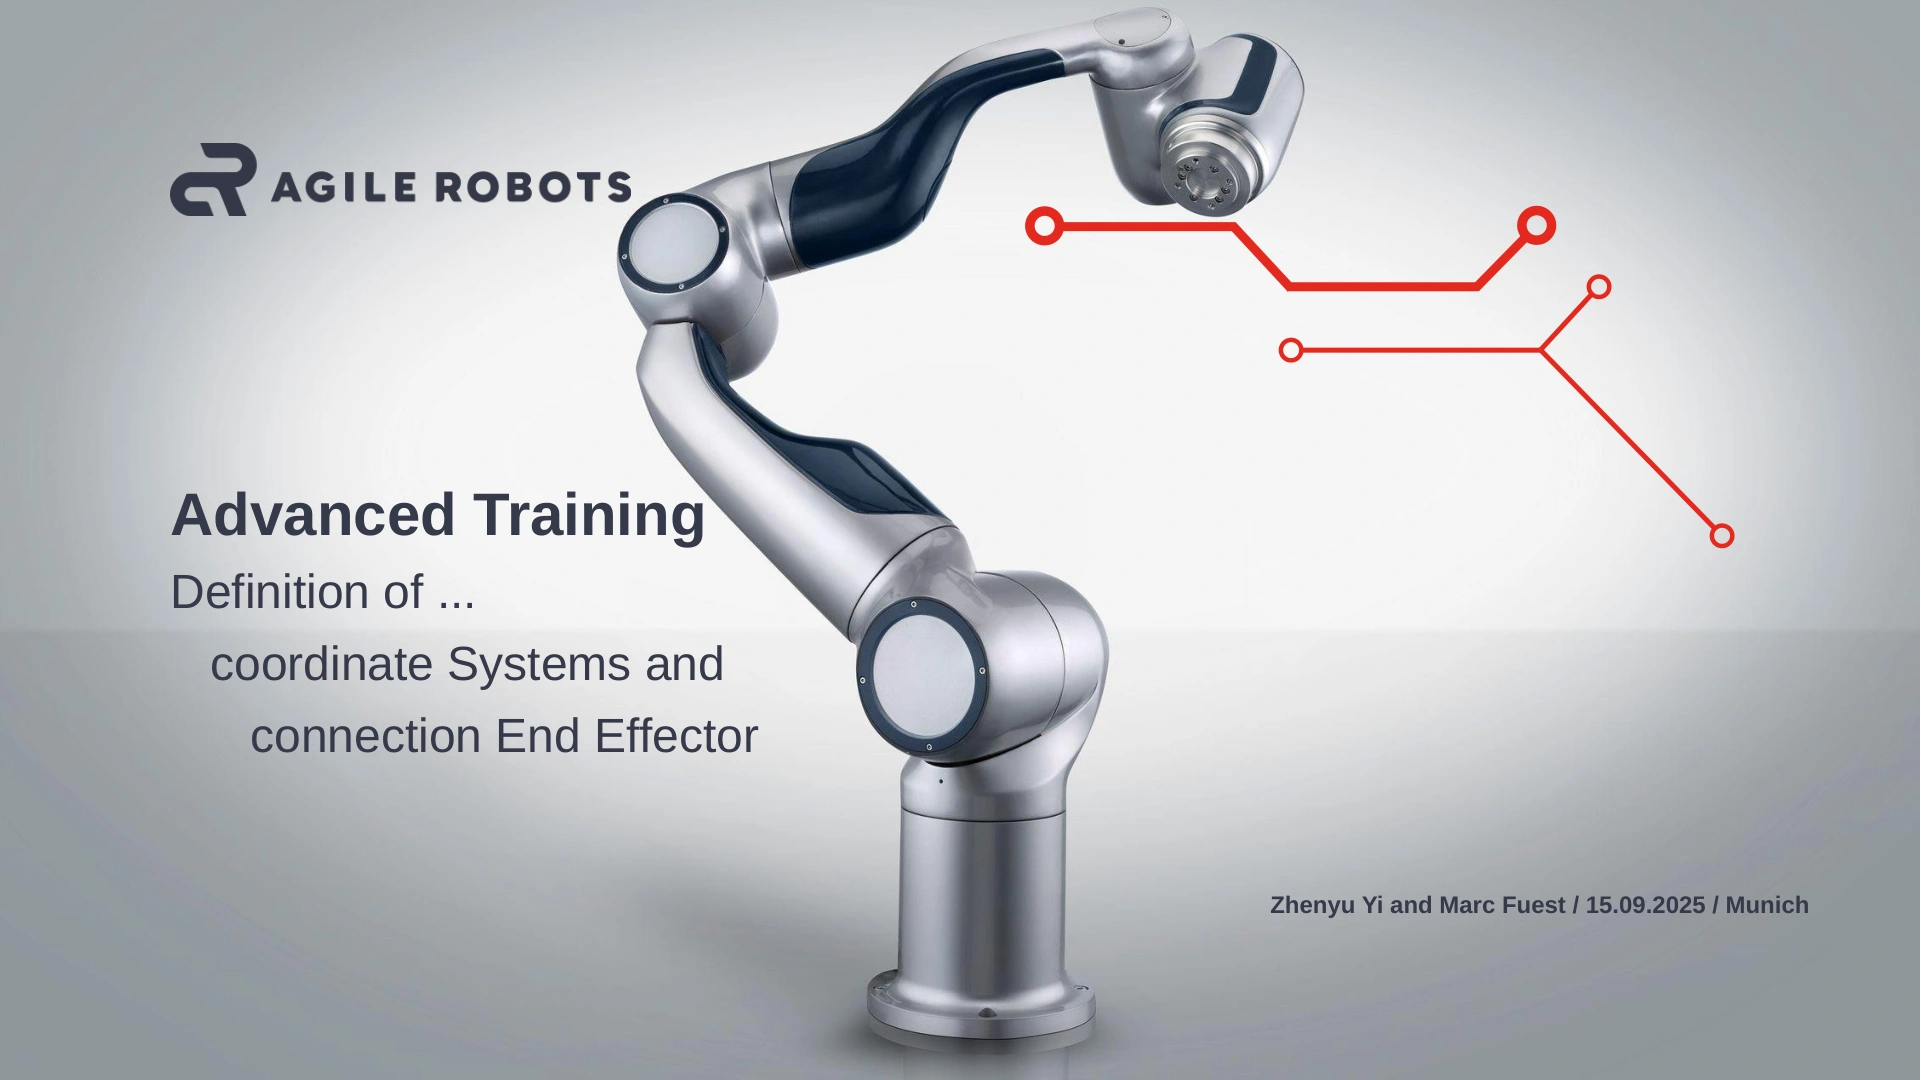 AGILE ROBOTS
Advanced Training
Definition of ...
coordinate Systems and
connection End Effector
Zhenyu Yi and Marc Fuest / 15.09.2025 / Munich